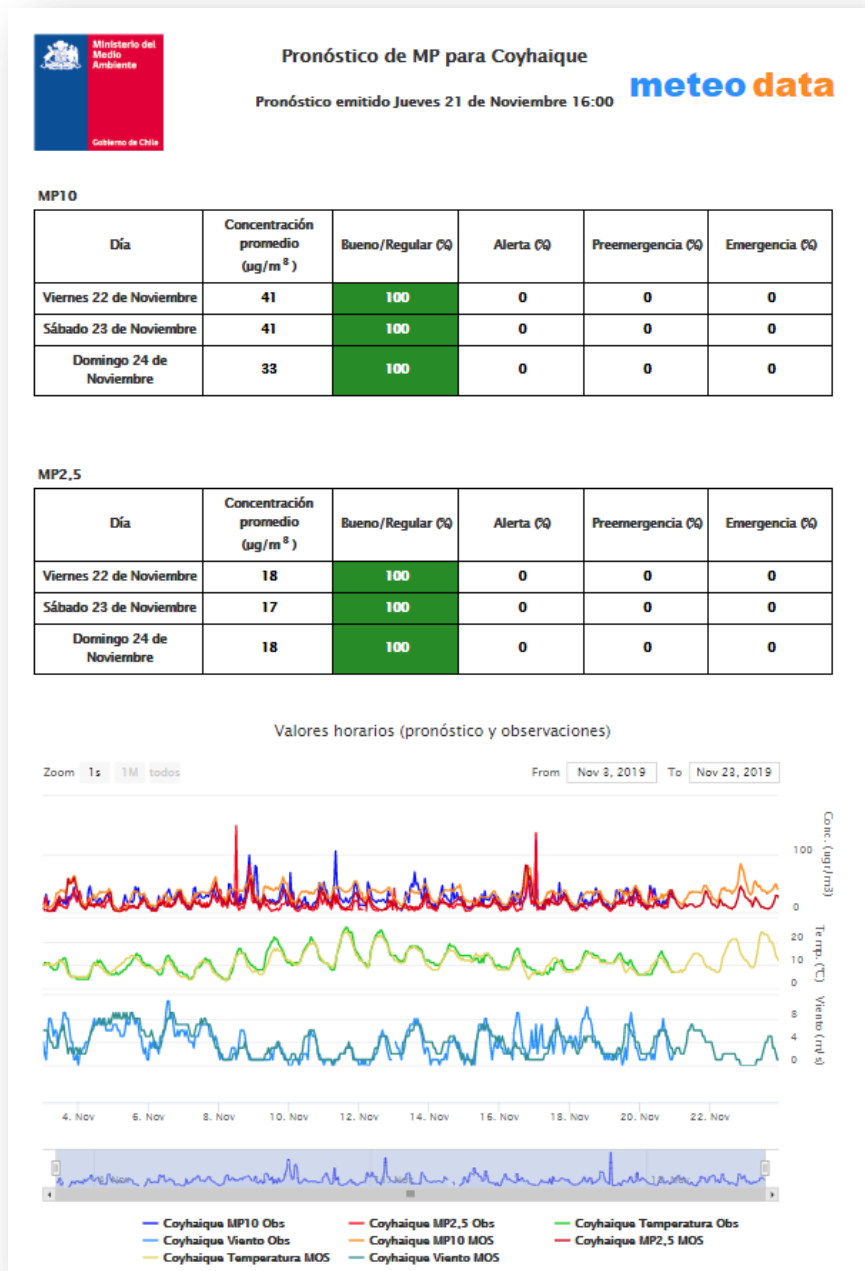 Ministerio del
Medio
Ambiente
Gobierno de Chile
Pronóstico de MP para Coyhaique
Pronóstico emitido Jueves 21 de Noviembre 16:00
meteodata
MP10
Día Concentración promedio (µg/m⁸) Bueno/Regular (%) Alerta (%) Preemergencia (%) Emergencia (%)
Viernes 22 de Noviembre 41 100 0 0 0
Sábado 23 de Noviembre 41 100 0 0 0
Domingo 24 de Noviembre 33 100 0 0 0
MP2,5
Día Concentración promedio (µg/m⁸) Bueno/Regular (%) Alerta (%) Preemergencia (%) Emergencia (%)
Viernes 22 de Noviembre 18 100 0 0 0
Sábado 23 de Noviembre 17 100 0 0 0
Domingo 24 de Noviembre 18 100 0 0 0
Valores horarios (pronóstico y observaciones)
Zoom 1s 1M todos From Nov 3, 2019 To Nov 23, 2019
Conc. (ugr/m3)
100
0
Temp. (°C)
20
10
0
Viento (m/s)
8
4
0
4. Nov 6. Nov 8. Nov 10. Nov 12. Nov 14. Nov 16. Nov 18. Nov 20. Nov 22. Nov
Coyhaique MP10 Obs Coyhaique MP2,5 Obs Coyhaique Temperatura Obs
Coyhaique Viento Obs Coyhaique MP10 MOS Coyhaique MP2,5 MOS
Coyhaique Temperatura MOS Coyhaique Viento MOS